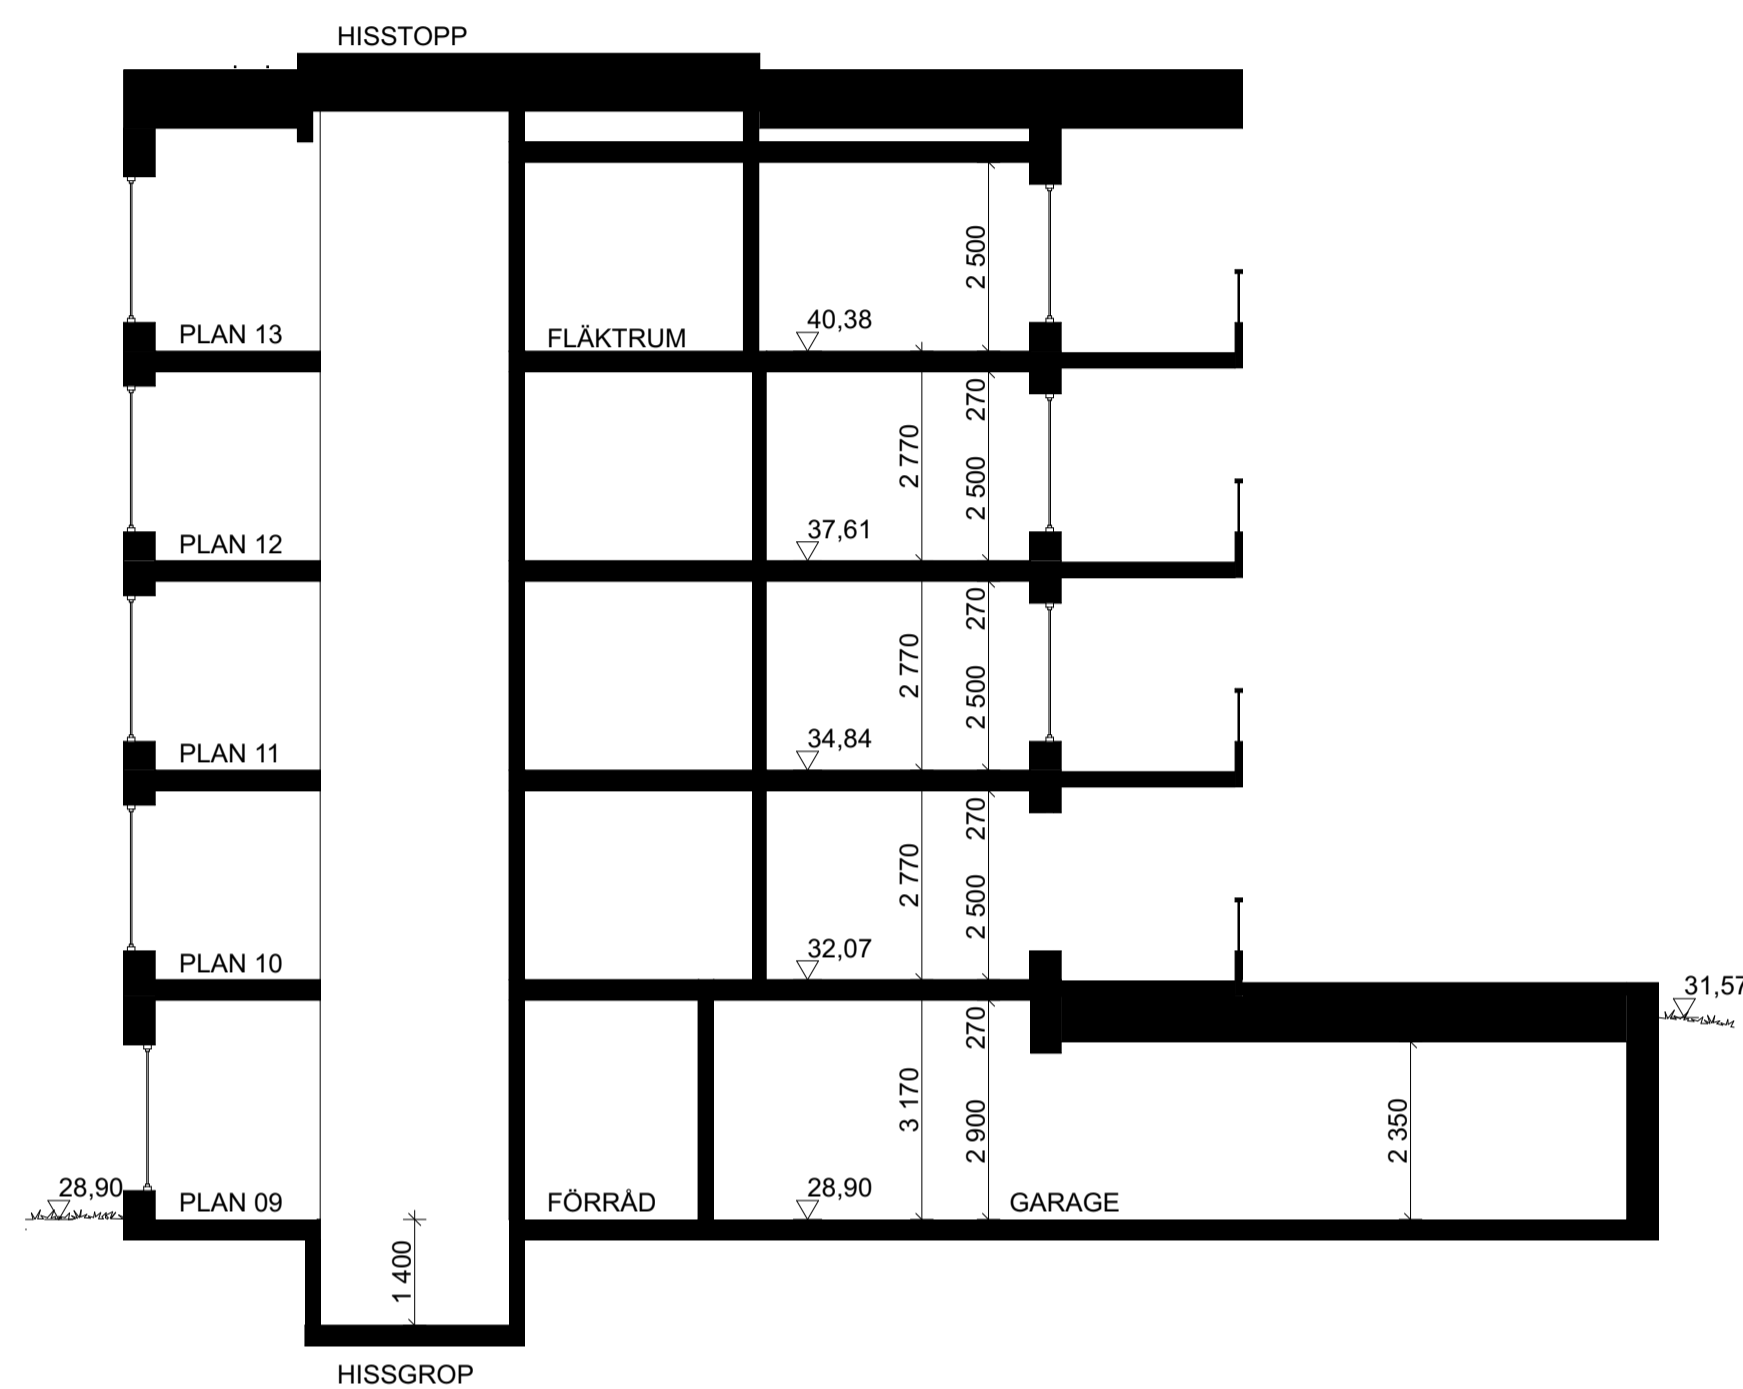 HISSTOPP
2 500
40,38
PLAN 13
FLÄKTRUM
270
2 770
2 500
37,61
PLAN 12
270
2 770
2 500
34,84
PLAN 11
270
2 770
2 500
32,07
PLAN 10
31,57
270
3 170
2 900
2 350
28,90
28,90
PLAN 09
FÖRRÅD
GARAGE
1 400
HISSGROP